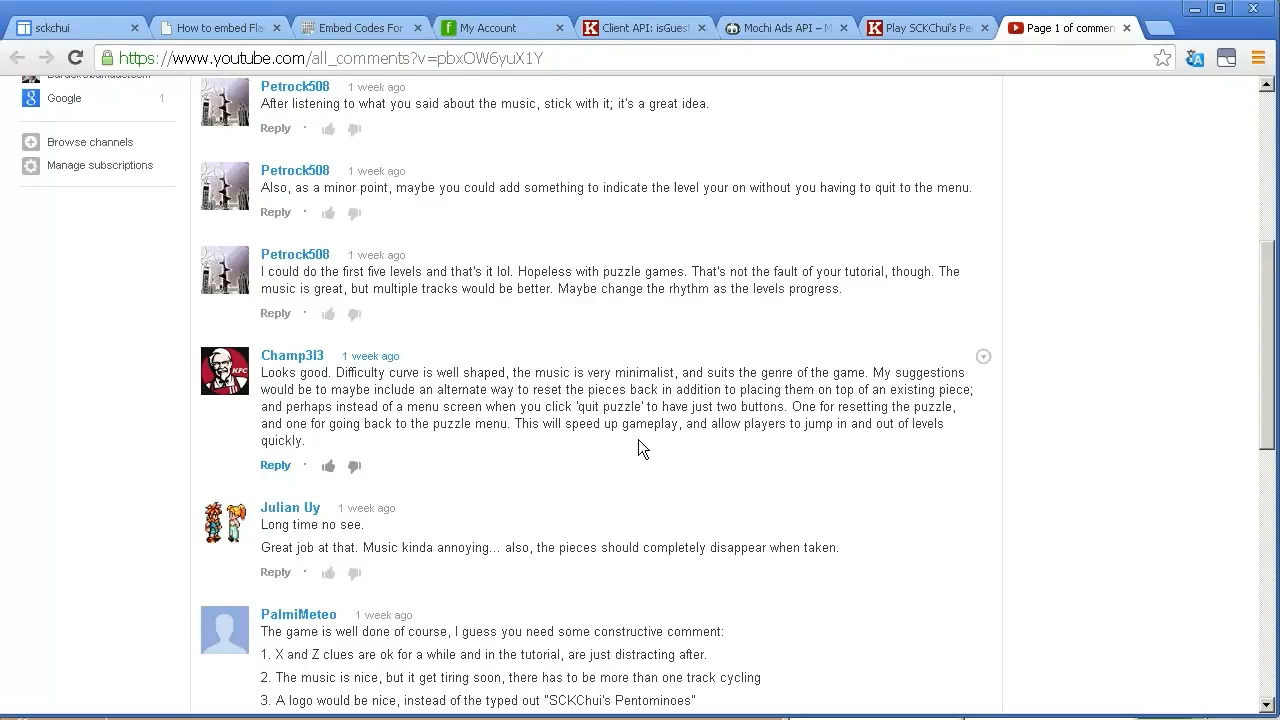 sckchui
How to embed Fla
Embed Codes For
My Account
Client API: isGuest
Mochi Ads API – M
Play SCKChui's Pen
Page 1 of commen
https://www.youtube.com/all_comments?v=pbxOW6yuX1Y
Google 1
Browse channels
Manage subscriptions
Petrock508 1 week ago
After listening to what you said about the music, stick with it; it's a great idea.
Reply ·
Petrock508 1 week ago
Also, as a minor point, maybe you could add something to indicate the level your on without you having to quit to the menu.
Reply ·
Petrock508 1 week ago
I could do the first five levels and that's it lol. Hopeless with puzzle games. That's not the fault of your tutorial, though. The
music is great, but multiple tracks would be better. Maybe change the rhythm as the levels progress.
Reply ·
KFC
Champ3l3 1 week ago
Looks good. Difficulty curve is well shaped, the music is very minimalist, and suits the genre of the game. My suggestions
would be to maybe include an alternate way to reset the pieces back in addition to placing them on top of an existing piece;
and perhaps instead of a menu screen when you click 'quit puzzle' to have just two buttons. One for resetting the puzzle,
and one for going back to the puzzle menu. This will speed up gameplay, and allow players to jump in and out of levels
quickly.
Reply ·
Julian Uy 1 week ago
Long time no see.
Great job at that. Music kinda annoying... also, the pieces should completely disappear when taken.
Reply ·
PalmiMeteo 1 week ago
The game is well done of course, I guess you need some constructive comment:
1. X and Z clues are ok for a while and in the tutorial, are just distracting after.
2. The music is nice, but it get tiring soon, there has to be more than one track cycling
3. A logo would be nice, instead of the typed out "SCKChui's Pentominoes"